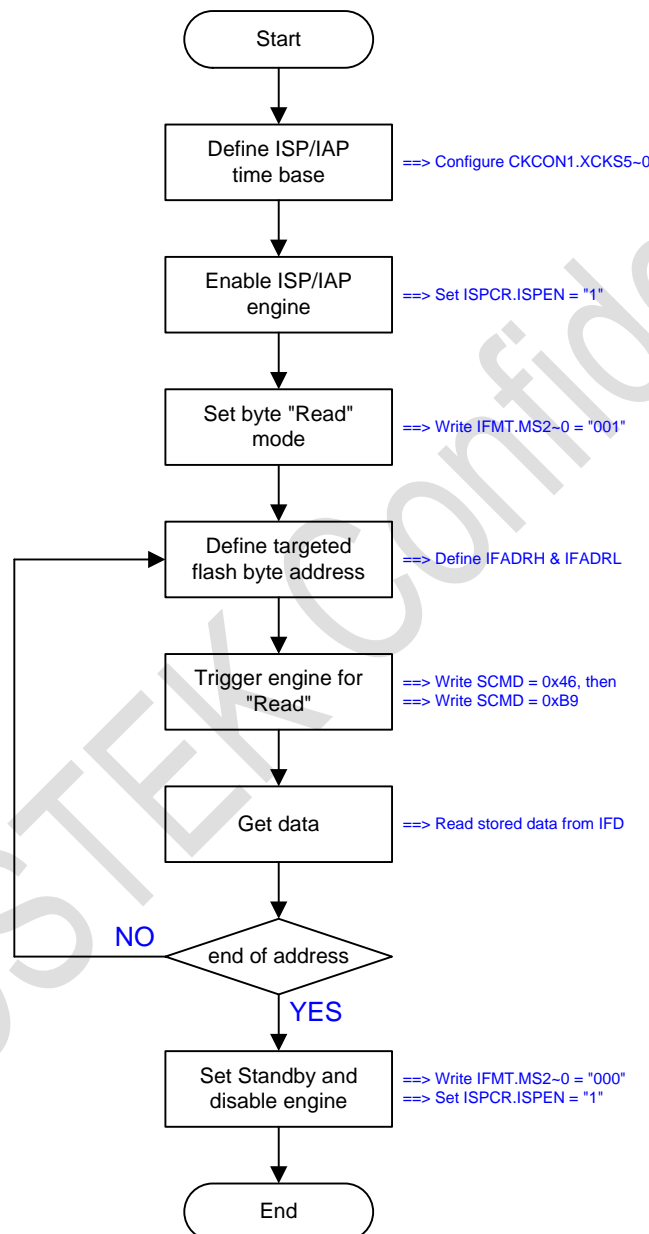 Start
Define ISP/IAP
time base
==> Configure CKCON1.XCKS5~0
Enable ISP/IAP
engine
==> Set ISPCR.ISPEN = "1"
Set byte "Read"
mode
==> Write IFMT.MS2~0 = "001"
Define targeted
flash byte address
==> Define IFADRH & IFADRL
Trigger engine for
"Read"
==> Write SCMD = 0x46, then
==> Write SCMD = 0xB9
Get data
==> Read stored data from IFD
NO
end of address
YES
Set Standby and
disable engine
==> Write IFMT.MS2~0 = "000"
==> Set ISPCR.ISPEN = "1"
End